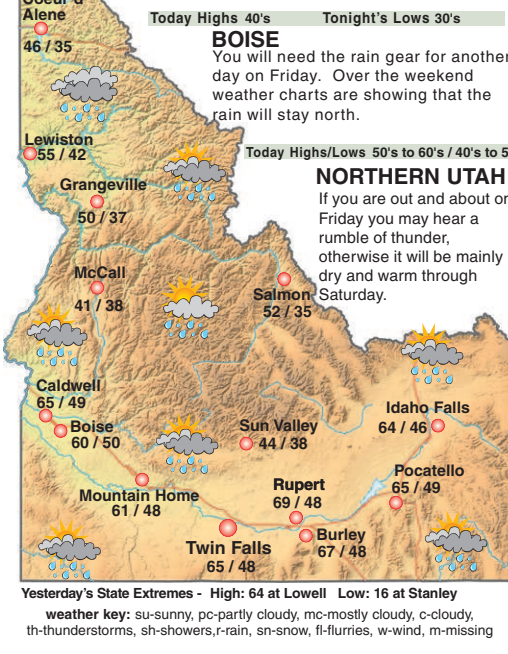 Coeur d'
Alene
46 / 35
Today Highs 40's Tonight's Lows 30's
BOISE
You will need the rain gear for another
day on Friday. Over the weekend
weather charts are showing that the
rain will stay north.
Today Highs/Lows 50's to 60's / 40's to 5
NORTHERN UTAH
If you are out and about on
Friday you may hear a
rumble of thunder,
otherwise it will be mainly
dry and warm through
Saturday.
Lewiston
55 / 42
Grangeville
50 / 37
McCall
41 / 38
Salmon
52 / 35
Caldwell
65 / 49
Boise
60 / 50
Sun Valley
44 / 38
Idaho Falls
64 / 46
Pocatello
65 / 49
Mountain Home
61 / 48
Rupert
69 / 48
Burley
67 / 48
Twin Falls
65 / 48
Yesterday's State Extremes - High: 64 at Lowell Low: 16 at Stanley
weather key: su-sunny, pc-partly cloudy, mc-mostly cloudy, c-cloudy,
th-thunderstorms, sh-showers,r-rain, sn-snow, fl-flurries, w-wind, m-missing